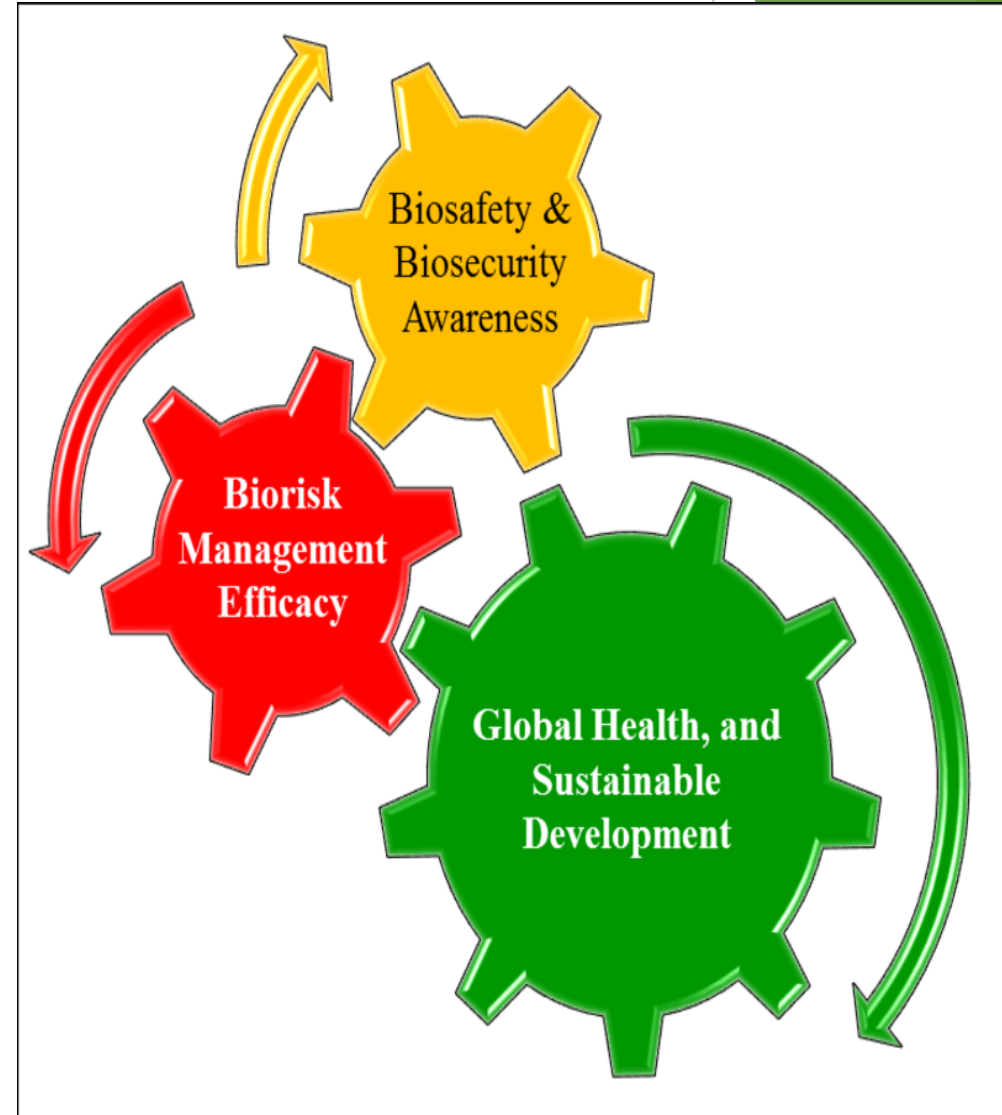 Biosafety &
Biosecurity
Awareness
Biorisk
Management
Efficacy
Global Health, and
Sustainable
Development